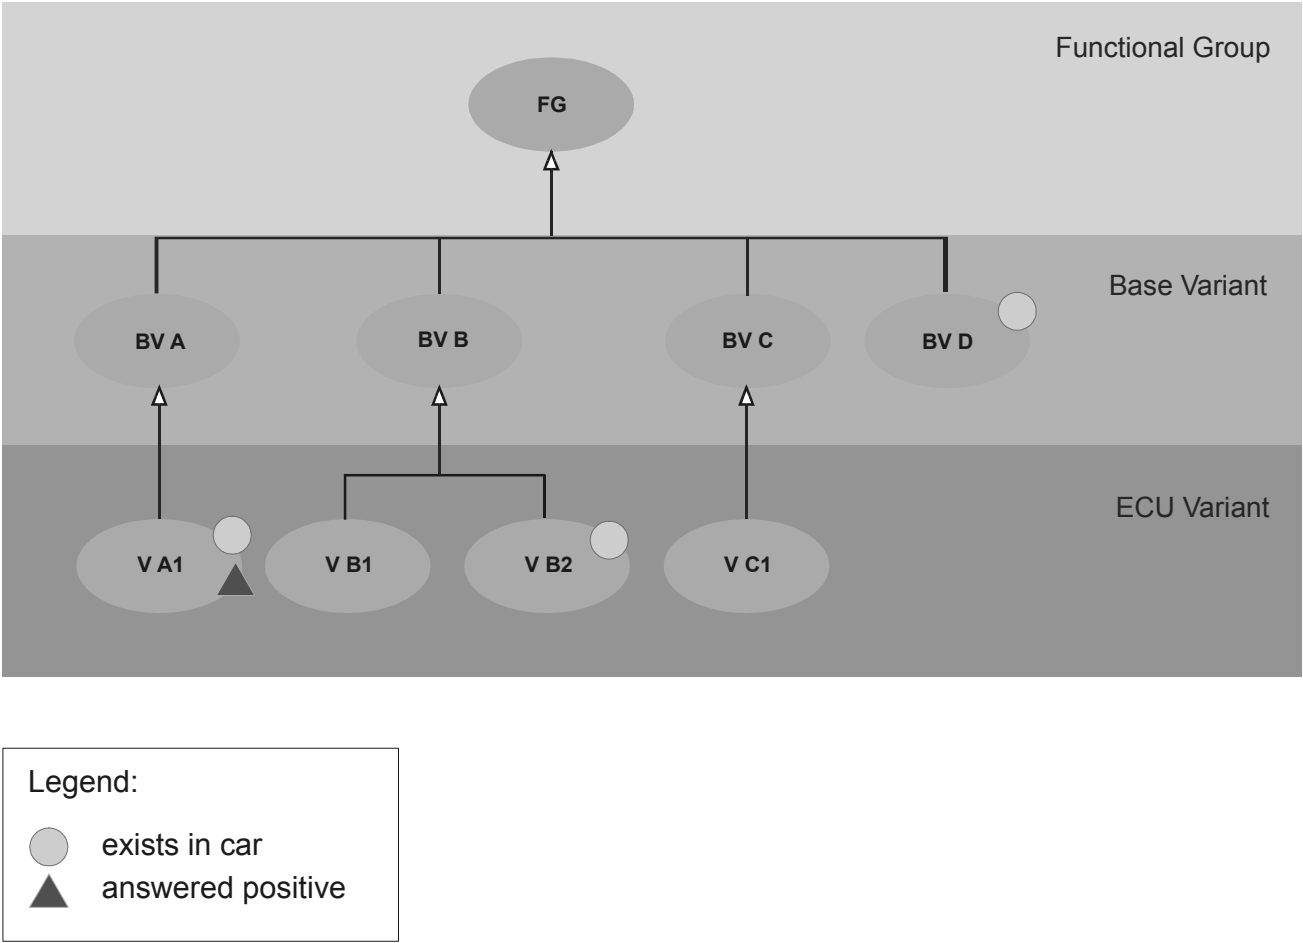 Functional Group
FG
Base Variant
BV A
BV B
BV C
BV D
ECU Variant
V A1
V B1
V B2
V C1
Legend:
exists in car
answered positive